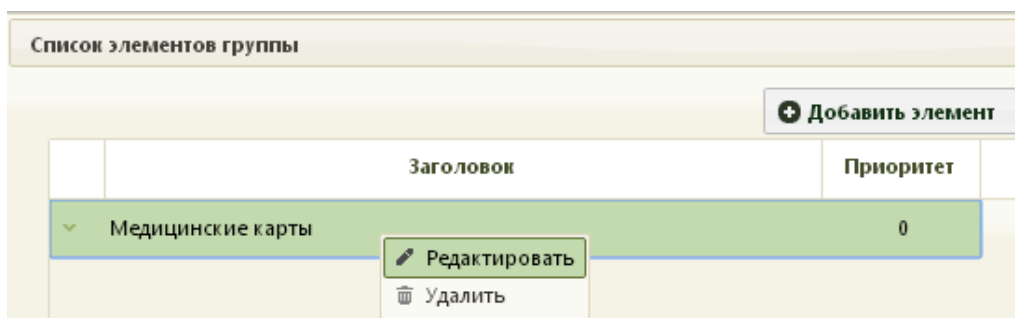 Список элементов группы
Добавить элемент
Заголовок Приоритет
Медицинские карты 0
Редактировать
Удалить